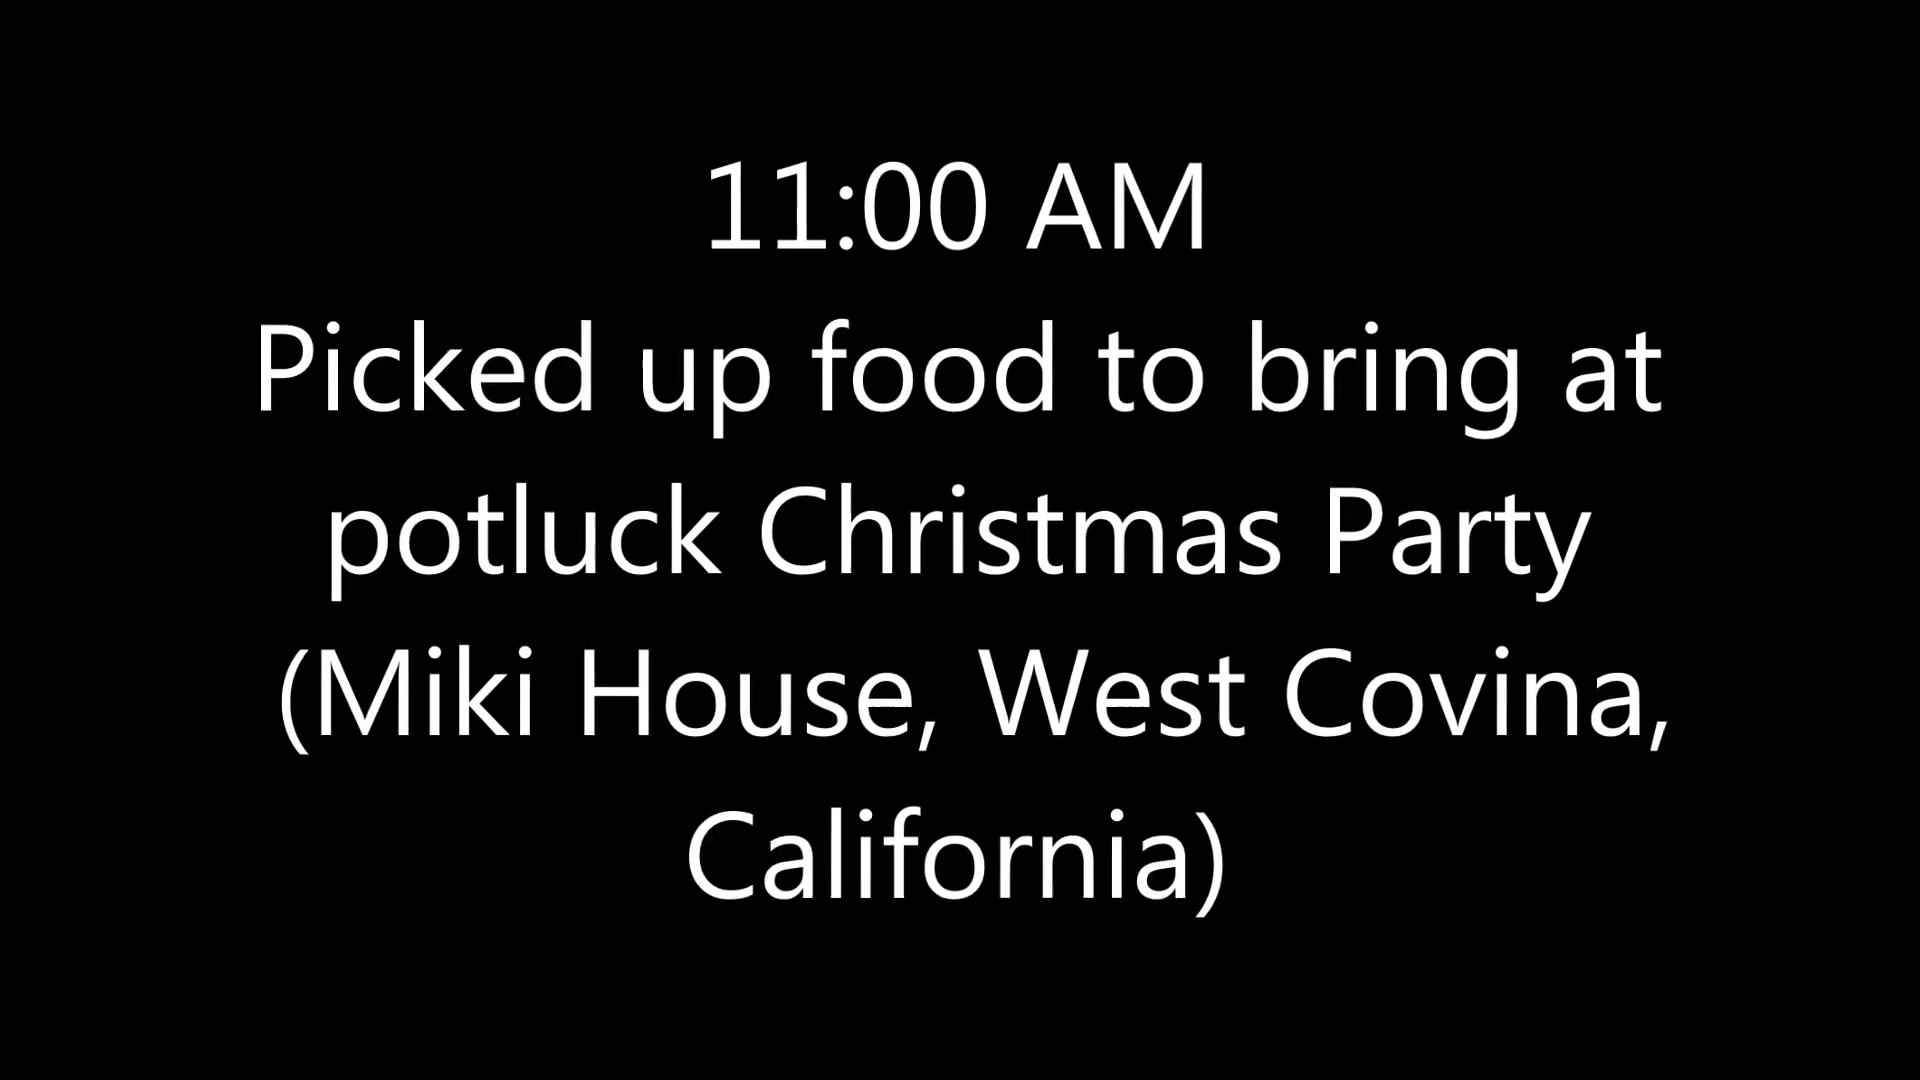 11:00 AM
Picked up food to bring at
potluck Christmas Party
(Miki House, West Covina,
California)